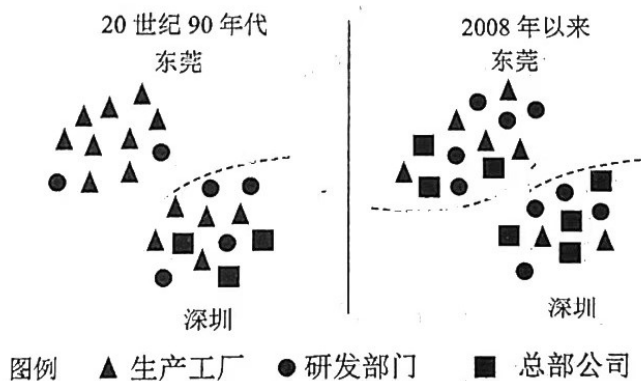 20 世纪 90 年代
东莞
深圳
2008 年以来
东莞
深圳
图例 生产工厂 研发部门 总部公司